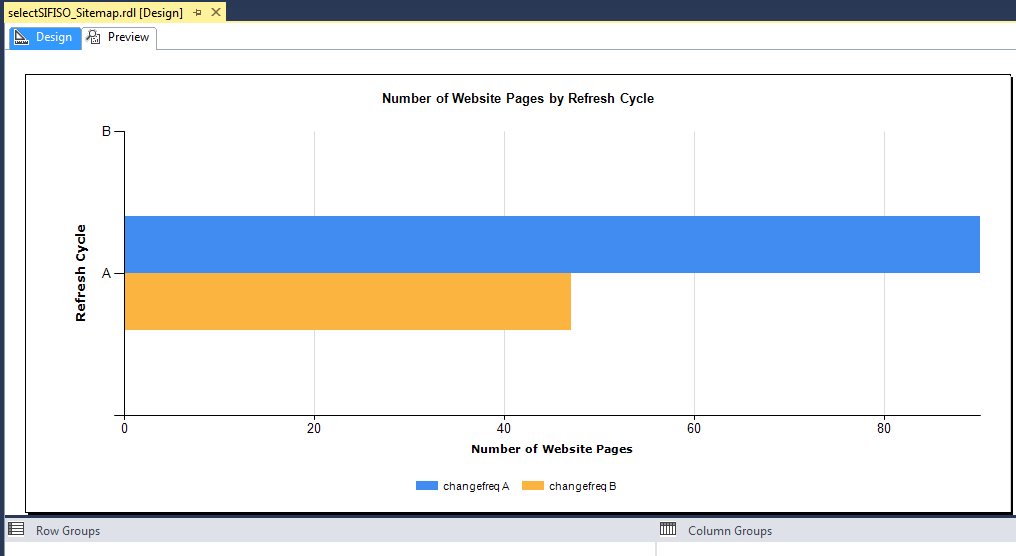 selectSIFISO_Sitemap.rdl [Design]
Design Preview
Number of Website Pages by Refresh Cycle
B
Refresh Cycle
A
0 20 40 60 80
Number of Website Pages
changefreq A changefreq B
Row Groups Column Groups